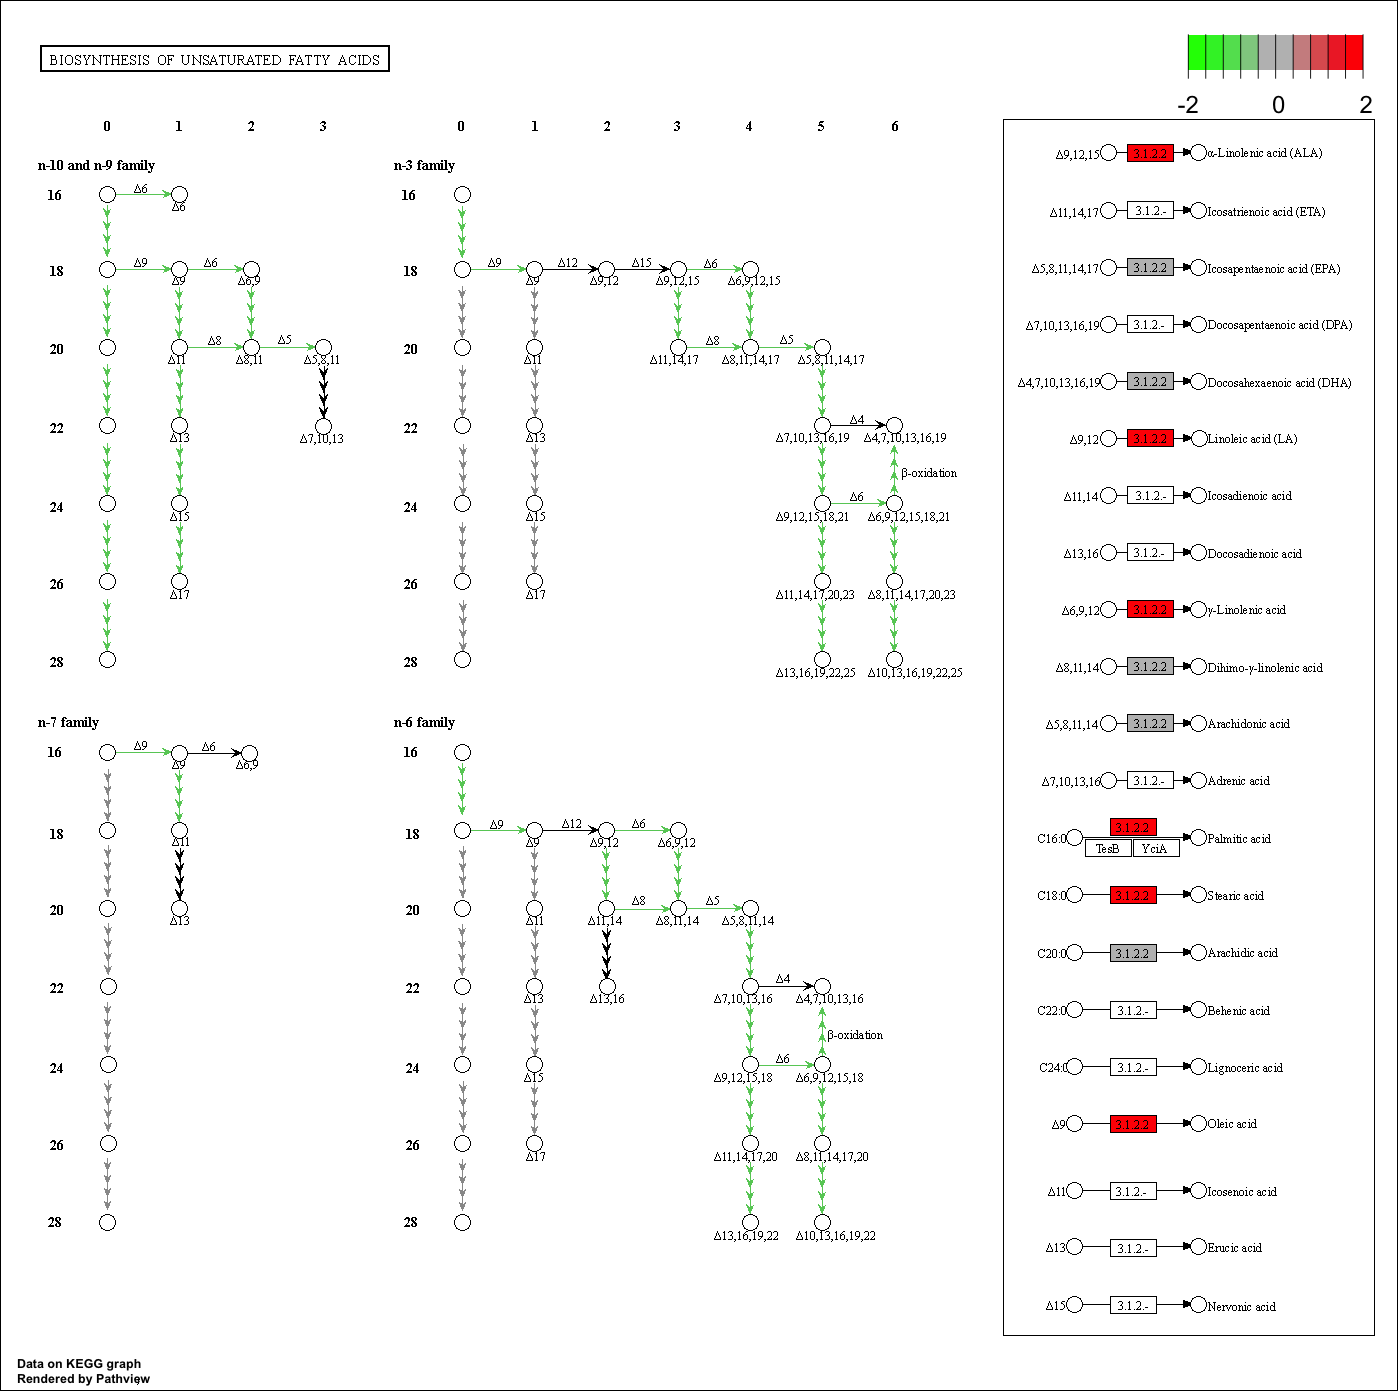 BIOSYNTHESIS OF UNSATURATED FATTY ACIDS
-2 0 2
0 1 2 3
n-10 and n-9 family
16 Δ6
Δ6
18 Δ9 Δ6
Δ9 Δ6,9
20 Δ8 Δ5
Δ11 Δ8,11 Δ5,8,11
22
Δ13 Δ7,10,13
24
Δ15
26
Δ17
28
0 1 2 3 4 5 6
n-3 family
16
18 Δ9 Δ12 Δ15 Δ6
Δ9 Δ9,12 Δ9,12,15 Δ6,9,12,15
20 Δ8 Δ5
Δ11 Δ11,14,17 Δ8,11,14,17 Δ5,8,11,14,17
22 Δ4
Δ13 Δ7,10,13,16,19 Δ4,7,10,13,16,19
β-oxidation
24 Δ6
Δ15 Δ9,12,15,18,21 Δ6,9,12,15,18,21
26
Δ17 Δ11,14,17,20,23 Δ8,11,14,17,20,23
28
Δ13,16,19,22,25 Δ10,13,16,19,22,25
n-7 family
16 Δ9 Δ6
Δ9 Δ6,9
18
Δ11
20
Δ13
22
24
26
28
n-6 family
16
18 Δ9 Δ12 Δ6
Δ9 Δ9,12 Δ6,9,12
20 Δ8 Δ5
Δ11 Δ11,14 Δ8,11,14 Δ5,8,11,14
22 Δ4
Δ13 Δ13,16 Δ7,10,13,16 Δ4,7,10,13,16
β-oxidation
24 Δ6
Δ15 Δ9,12,15,18 Δ6,9,12,15,18
26
Δ17 Δ11,14,17,20 Δ8,11,14,17,20
28
Δ13,16,19,22 Δ10,13,16,19,22
Δ9,12,15 3.1.2.2 α-Linolenic acid (ALA)
Δ11,14,17 3.1.2.- Icosatrienoic acid (ETA)
Δ5,8,11,14,17 3.1.2.2 Icosapentaenoic acid (EPA)
Δ7,10,13,16,19 3.1.2.- Docosapentaenoic acid (DPA)
Δ4,7,10,13,16,19 3.1.2.2 Docosahexaenoic acid (DHA)
Δ9,12 3.1.2.2 Linoleic acid (LA)
Δ11,14 3.1.2.- Icosadienoic acid
Δ13,16 3.1.2.- Docosadienoic acid
Δ6,9,12 3.1.2.2 γ-Linolenic acid
Δ8,11,14 3.1.2.2 Dihimo-γ-linolenic acid
Δ5,8,11,14 3.1.2.2 Arachidonic acid
Δ7,10,13,16 3.1.2.- Adrenic acid
3.1.2.2
C16:0 Palmitic acid
TesB YciA
C18:0 3.1.2.2 Stearic acid
C20:0 3.1.2.2 Arachidic acid
C22:0 3.1.2.- Behenic acid
C24:0 3.1.2.- Lignoceric acid
Δ9 3.1.2.2 Oleic acid
Δ11 3.1.2.- Icosenoic acid
Δ13 3.1.2.- Erucic acid
Δ15 3.1.2.- Nervonic acid
Data on KEGG graph
Rendered by Pathview